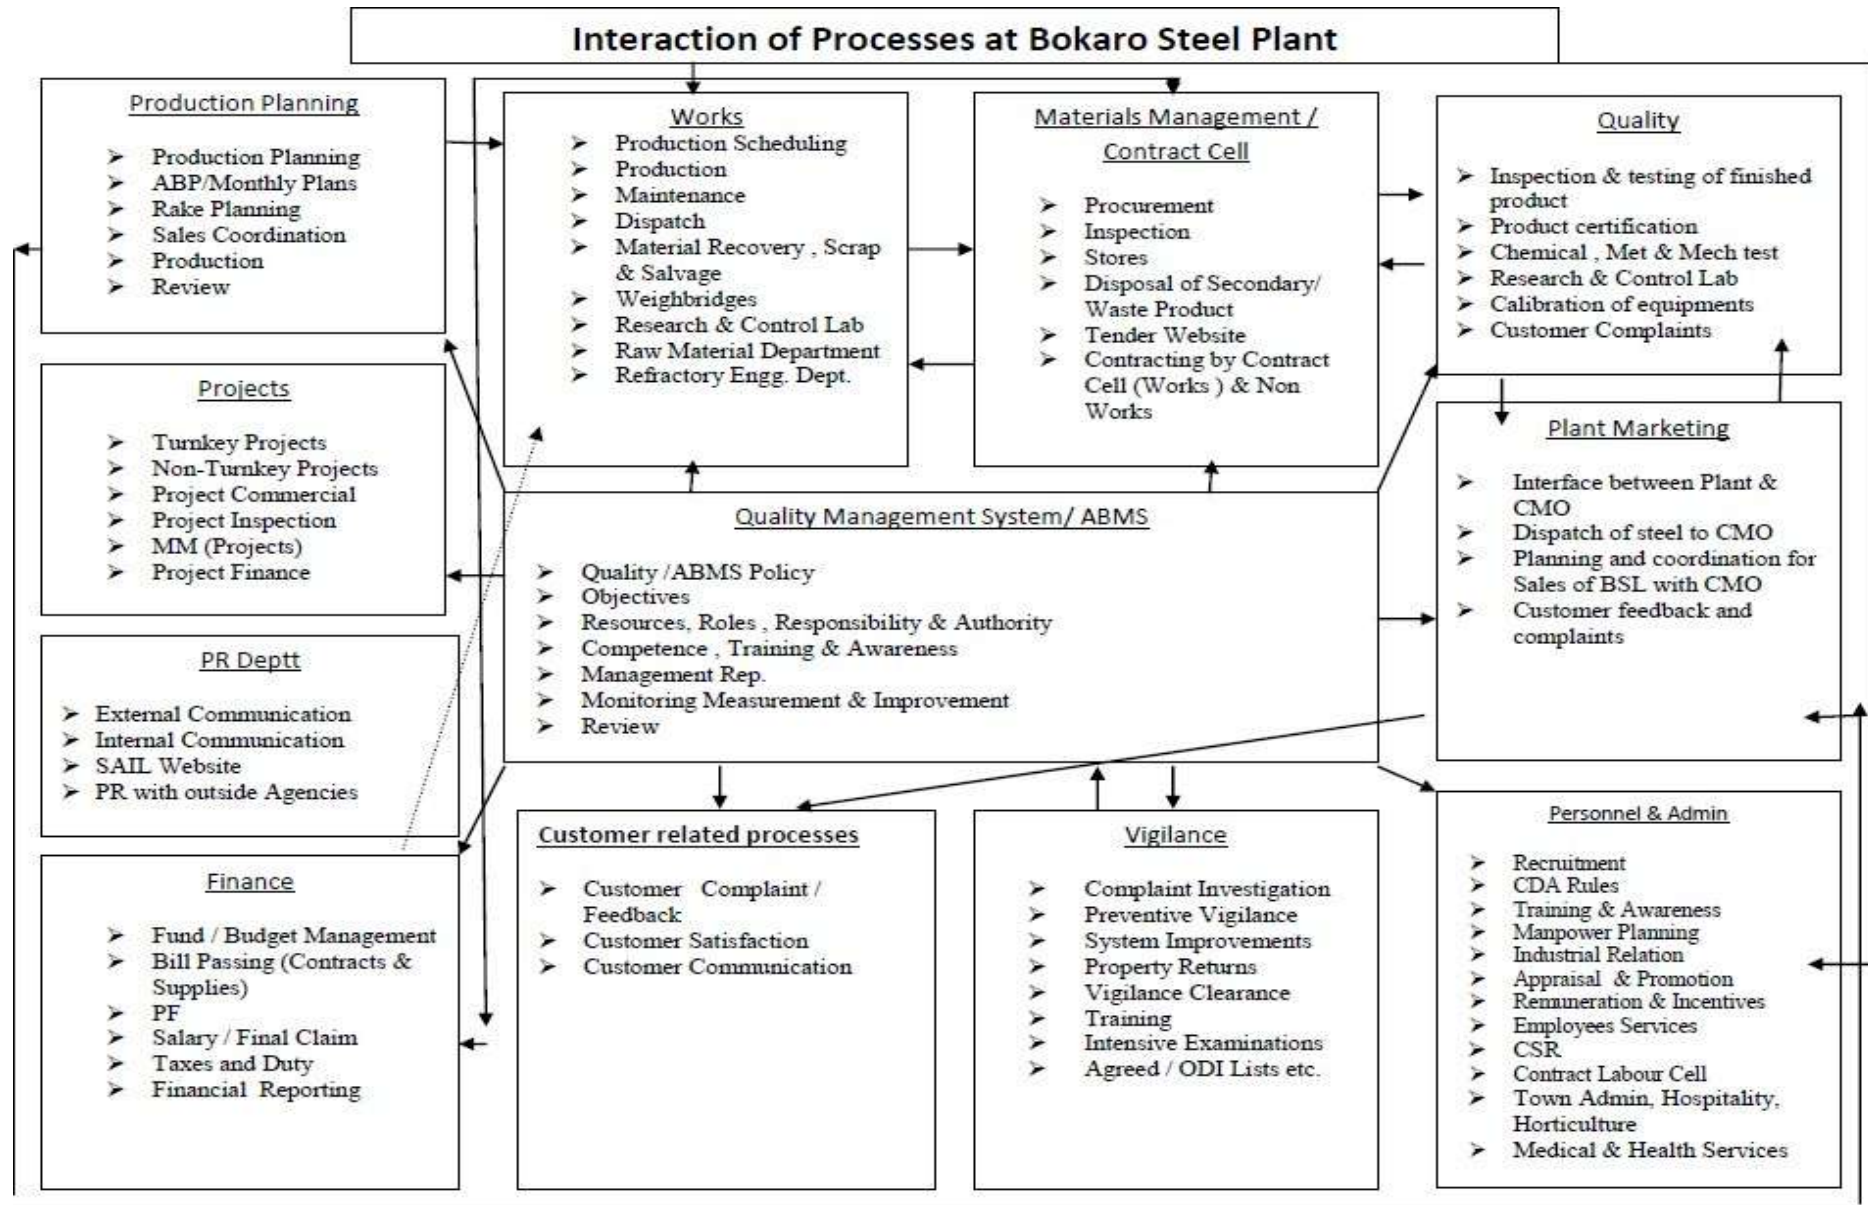 Interaction of Processes at Bokaro Steel Plant
Production Planning
➢ Production Planning
➢ ABP/Monthly Plans
➢ Rake Planning
➢ Sales Coordination
➢ Production
➢ Review
Works
➢ Production Scheduling
➢ Production
➢ Maintenance
➢ Dispatch
➢ Material Recovery , Scrap
& Salvage
➢ Weighbridges
➢ Research & Control Lab
➢ Raw Material Department
➢ Refractory Engg. Dept.
Materials Management /
Contract Cell
➢ Procurement
➢ Inspection
➢ Stores
➢ Disposal of Secondary/
Waste Product
➢ Tender Website
➢ Contracting by Contract
Cell (Works ) & Non
Works
Quality
➢ Inspection & testing of finished
product
➢ Product certification
➢ Chemical , Met & Mech test
➢ Research & Control Lab
➢ Calibration of equipments
➢ Customer Complaints
Projects
➢ Turnkey Projects
➢ Non-Turnkey Projects
➢ Project Commercial
➢ Project Inspection
➢ MM (Projects)
➢ Project Finance
Quality Management System/ ABMS
➢ Quality /ABMS Policy
➢ Objectives
➢ Resources, Roles , Responsibility & Authority
➢ Competence , Training & Awareness
➢ Management Rep.
➢ Monitoring Measurement & Improvement
➢ Review
Plant Marketing
➢ Interface between Plant &
CMO
➢ Dispatch of steel to CMO
➢ Planning and coordination for
Sales of BSL with CMO
➢ Customer feedback and
complaints
PR Deptt
➢ External Communication
➢ Internal Communication
➢ SAIL Website
➢ PR with outside Agencies
Finance
➢ Fund / Budget Management
➢ Bill Passing (Contracts &
Supplies)
➢ PF
➢ Salary / Final Claim
➢ Taxes and Duty
➢ Financial Reporting
Customer related processes
➢ Customer Complaint /
Feedback
➢ Customer Satisfaction
➢ Customer Communication
Vigilance
➢ Complaint Investigation
➢ Preventive Vigilance
➢ System Improvements
➢ Property Returns
➢ Vigilance Clearance
➢ Training
➢ Intensive Examinations
➢ Agreed / ODI Lists etc.
Personnel & Admin
➢ Recruitment
➢ CDA Rules
➢ Training & Awareness
➢ Manpower Planning
➢ Industrial Relation
➢ Appraisal & Promotion
➢ Remuneration & Incentives
➢ Employees Services
➢ CSR
➢ Contract Labour Cell
➢ Town Admin, Hospitality,
Horticulture
➢ Medical & Health Services